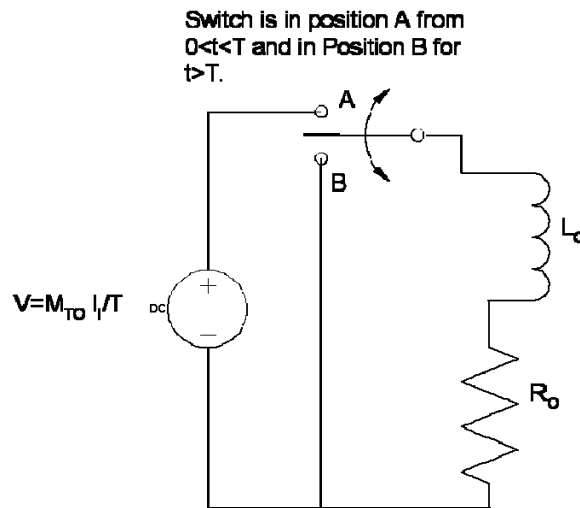 Switch is in position A from
0<t<T and in Position B for
t>T.
A
B
L_o
V=M_TO I_I/T
DC
+
−
R_o